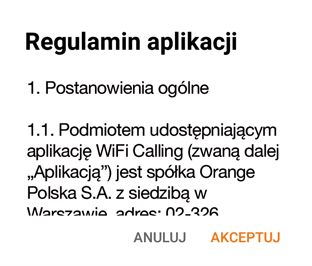 Regulamin aplikacji
1. Postanowienia ogólne
1.1. Podmiotem udostępniającym
aplikację WiFi Calling (zwaną dalej
„Aplikacją”) jest spółka Orange
Polska S.A. z siedzibą w
Warszawie, adres: 02-326
ANULUJ AKCEPTUJ